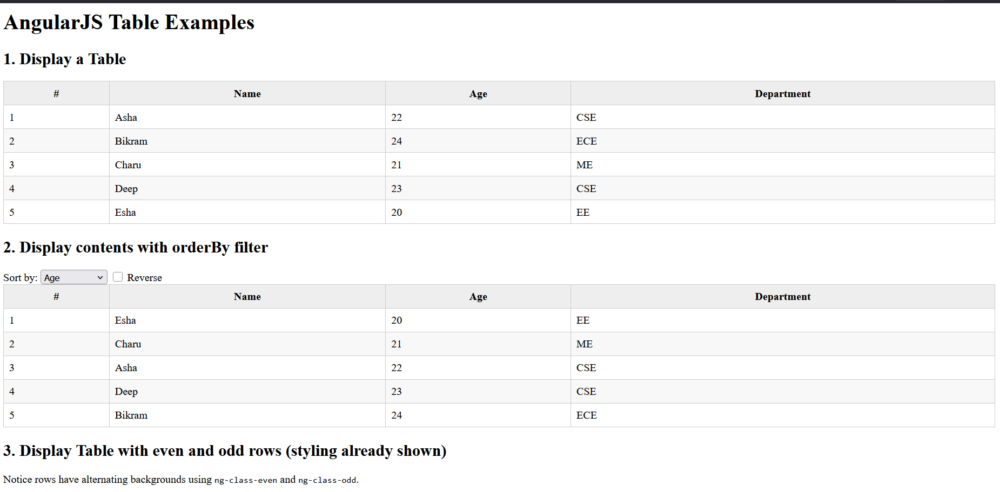 AngularJS Table Examples
1. Display a Table
# Name Age Department
1 Asha 22 CSE
2 Bikram 24 ECE
3 Charu 21 ME
4 Deep 23 CSE
5 Esha 20 EE
2. Display contents with orderBy filter
Sort by: Age Reverse
# Name Age Department
1 Esha 20 EE
2 Charu 21 ME
3 Asha 22 CSE
4 Deep 23 CSE
5 Bikram 24 ECE
3. Display Table with even and odd rows (styling already shown)
Notice rows have alternating backgrounds using ng-class-even and ng-class-odd.